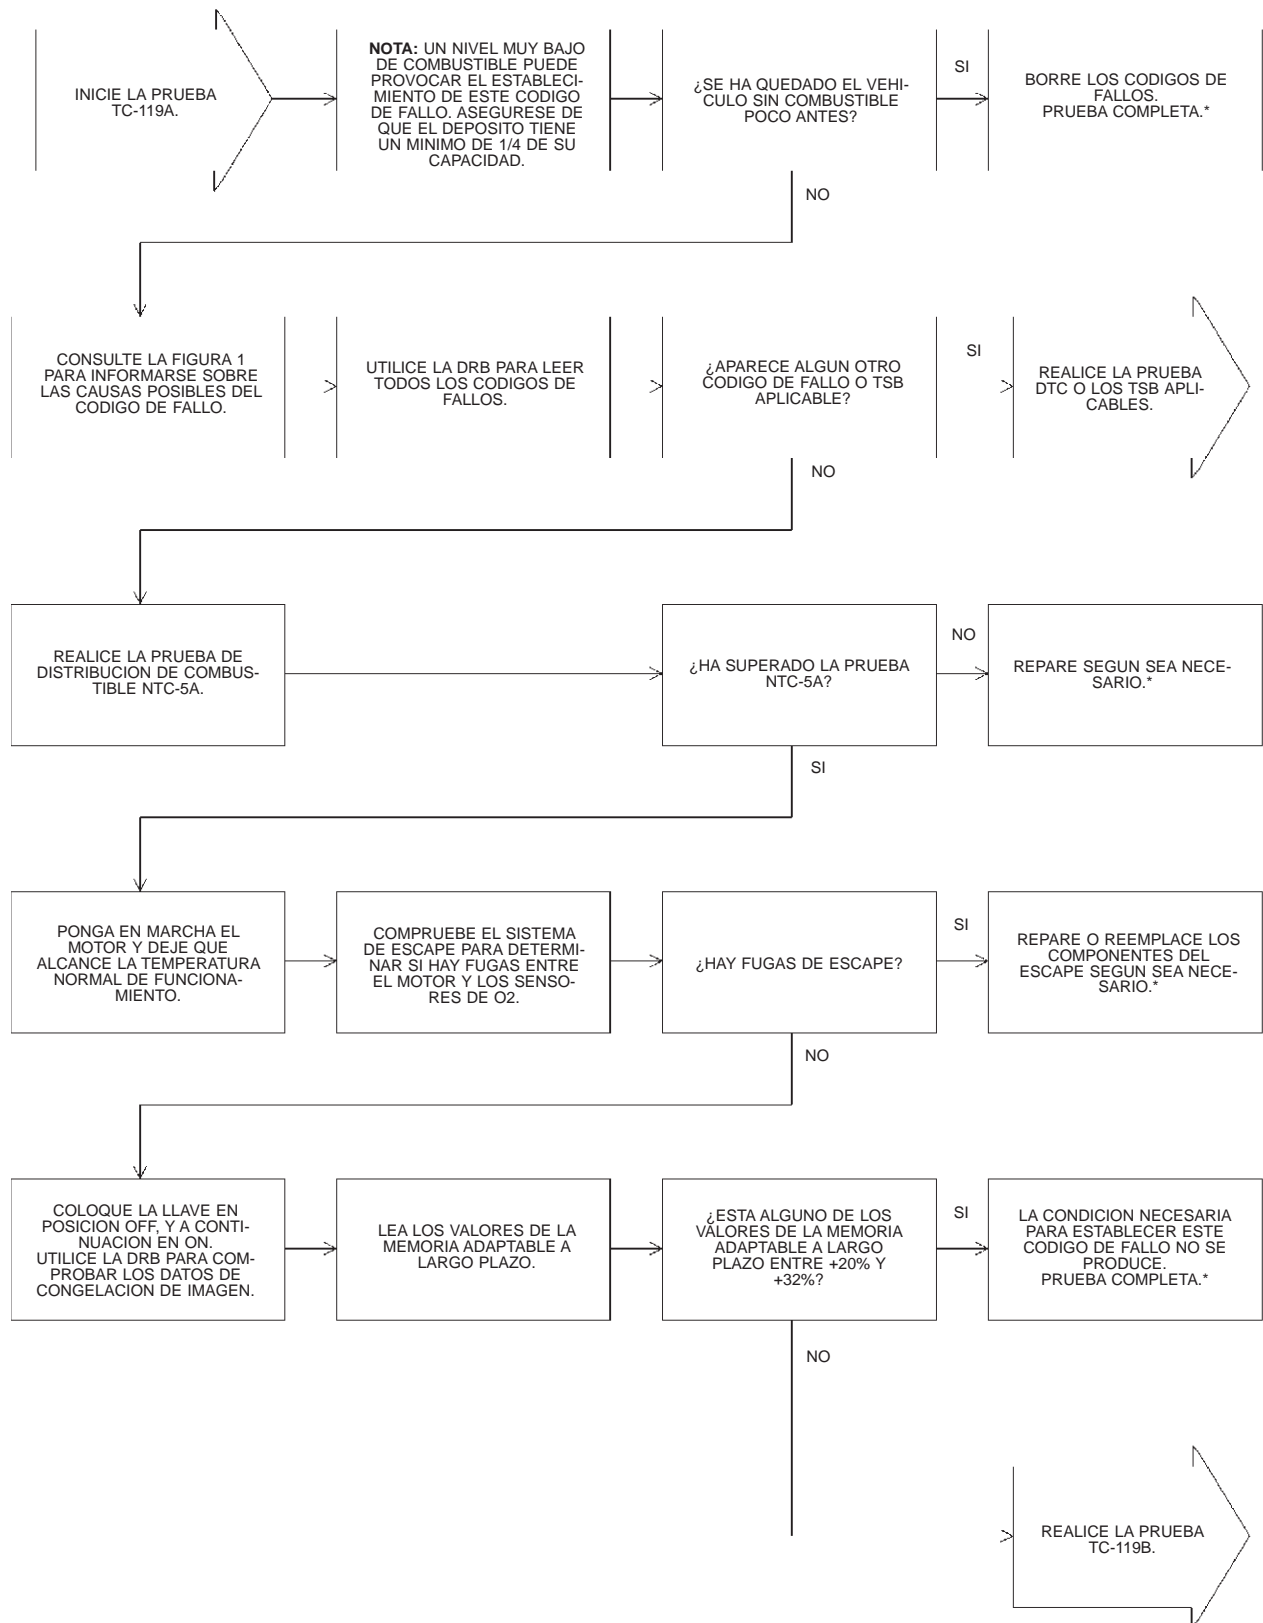 INICIE LA PRUEBA
TC-119A.
NOTA: UN NIVEL MUY BAJO
DE COMBUSTIBLE PUEDE
PROVOCAR EL ESTABLECI-
MIENTO DE ESTE CODIGO
DE FALLO. ASEGURESE DE
QUE EL DEPOSITO TIENE
UN MINIMO DE 1/4 DE SU
CAPACIDAD.
¿SE HA QUEDADO EL VEHI-
CULO SIN COMBUSTIBLE
POCO ANTES?
SI
BORRE LOS CODIGOS DE
FALLOS.
PRUEBA COMPLETA.*
NO
CONSULTE LA FIGURA 1
PARA INFORMARSE SOBRE
LAS CAUSAS POSIBLES DEL
CODIGO DE FALLO.
UTILICE LA DRB PARA LEER
TODOS LOS CODIGOS DE
FALLOS.
¿APARECE ALGUN OTRO
CODIGO DE FALLO O TSB
APLICABLE?
SI
REALICE LA PRUEBA
DTC O LOS TSB APLI-
CABLES.
NO
REALICE LA PRUEBA DE
DISTRIBUCION DE COMBUS-
TIBLE NTC-5A.
¿HA SUPERADO LA PRUEBA
NTC-5A?
NO
REPARE SEGUN SEA NECE-
SARIO.*
SI
PONGA EN MARCHA EL
MOTOR Y DEJE QUE
ALCANCE LA TEMPERATURA
NORMAL DE FUNCIONA-
MIENTO.
COMPRUEBE EL SISTEMA
DE ESCAPE PARA DETERMI-
NAR SI HAY FUGAS ENTRE
EL MOTOR Y LOS SENSO-
RES DE O2.
¿HAY FUGAS DE ESCAPE?
SI
REPARE O REEMPLACE LOS
COMPONENTES DEL
ESCAPE SEGUN SEA NECE-
SARIO.*
NO
COLOQUE LA LLAVE EN
POSICION OFF, Y A CONTI-
NUACION EN ON.
UTILICE LA DRB PARA COM-
PROBAR LOS DATOS DE
CONGELACION DE IMAGEN.
LEA LOS VALORES DE LA
MEMORIA ADAPTABLE A
LARGO PLAZO.
¿ESTA ALGUNO DE LOS
VALORES DE LA MEMORIA
ADAPTABLE A LARGO
PLAZO ENTRE +20% Y
+32%?
SI
LA CONDICION NECESARIA
PARA ESTABLECER ESTE
CODIGO DE FALLO NO SE
PRODUCE.
PRUEBA COMPLETA.*
NO
REALICE LA PRUEBA
TC-119B.